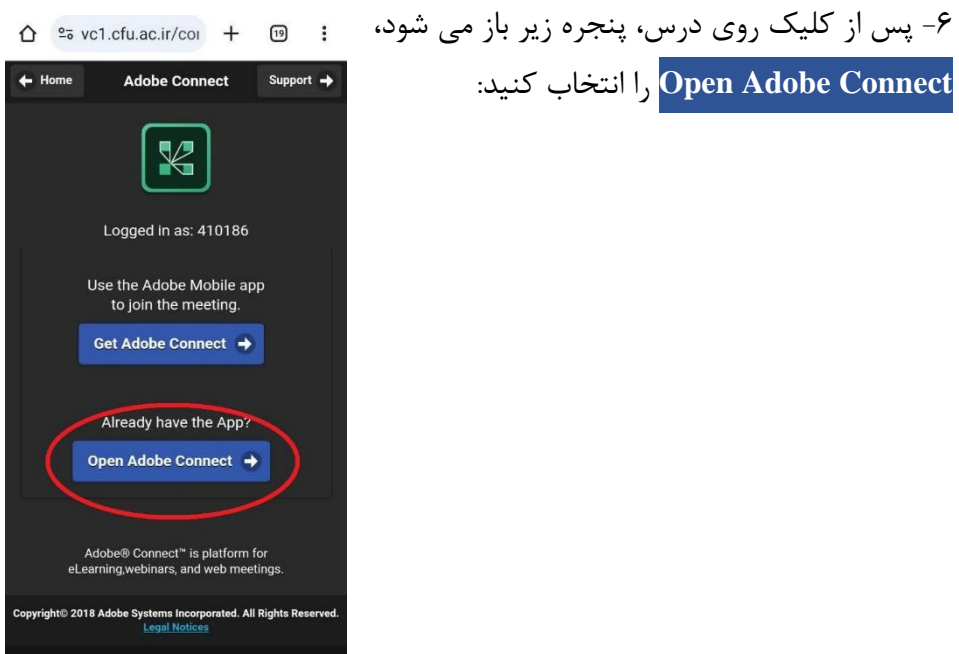 ۶- پس از کلیک روی درس، پنجره زیر باز می شود،
Open Adobe Connect را انتخاب کنید:
vc1.cfu.ac.ir/cor
19
Home
Adobe Connect
Support
Logged in as: 410186
Use the Adobe Mobile app
to join the meeting.
Get Adobe Connect
Already have the App?
Open Adobe Connect
Adobe® Connect™ is platform for
eLearning,webinars, and web meetings.
Copyright© 2018 Adobe Systems Incorporated. All Rights Reserved.
Legal Notices